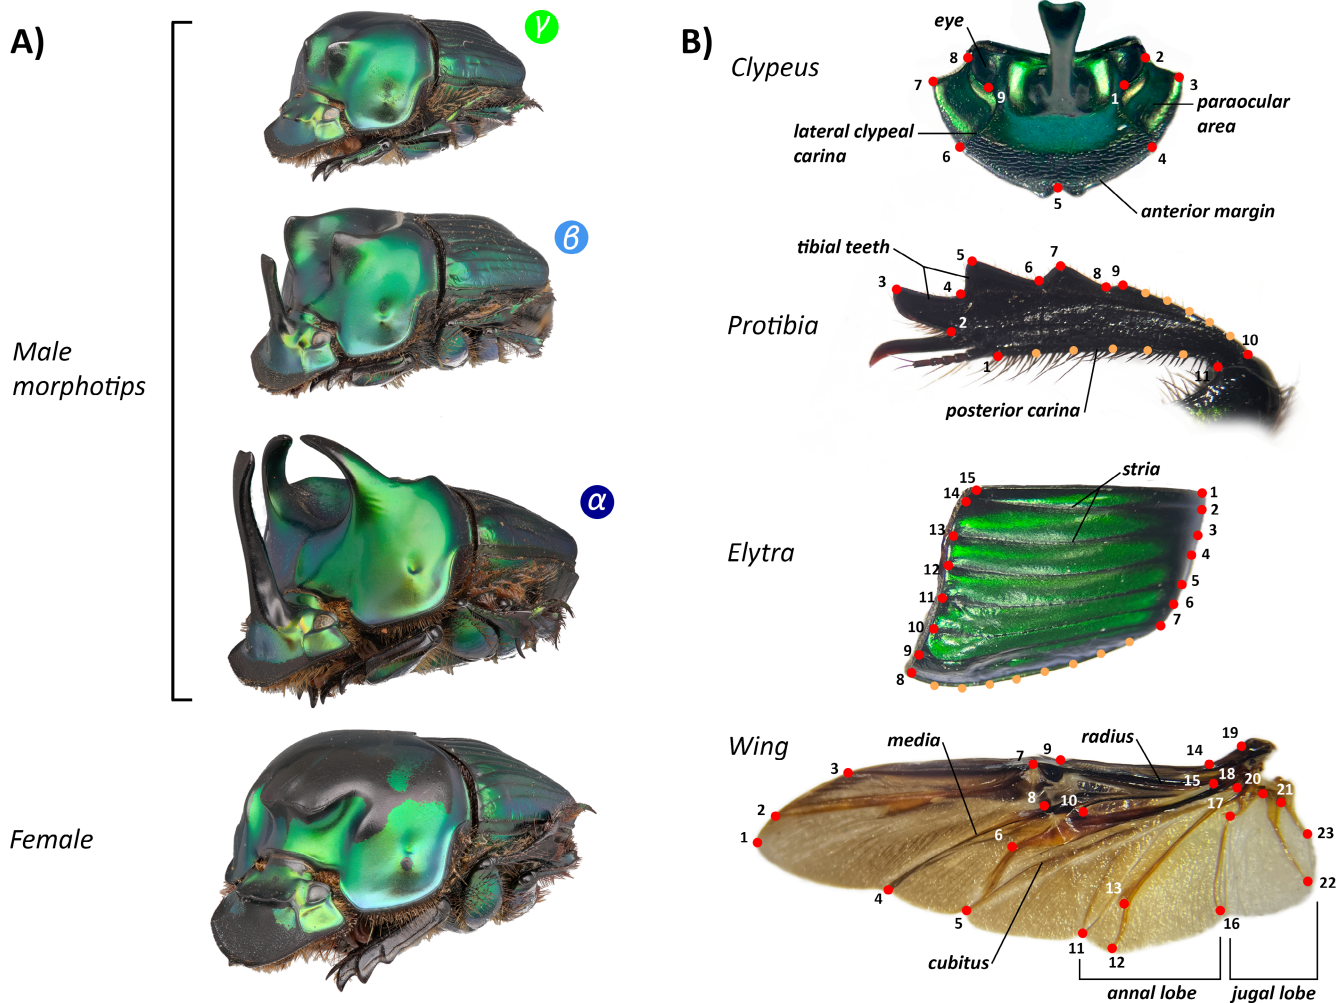 A)
γ
β
α
Male
morphotips
Female
B)
Clypeus
eye
8
2
7
3
9
1
paraocular
area
lateral clypeal
carina
6
4
5
anterior margin
Protibia
tibial teeth
5
7
3
4
6
8
9
2
10
1
11
posterior carina
Elytra
stria
15
14
13
12
11
10
9
8
1
2
3
4
5
6
7
Wing
media
radius
19
7
9
14
3
15
18
20
21
8
10
17
2
1
6
23
22
4
13
5
16
11
12
cubitus
annal lobe
jugal lobe